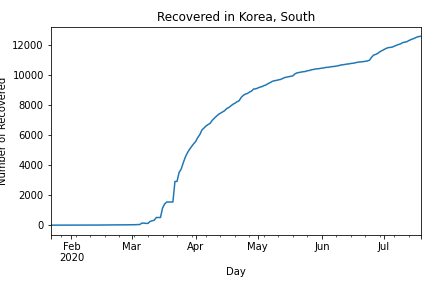 Recovered in Korea, South
Number of Recovered
12000
10000
8000
6000
4000
2000
0
Feb
2020
Mar
Apr
May
Jun
Jul
Day